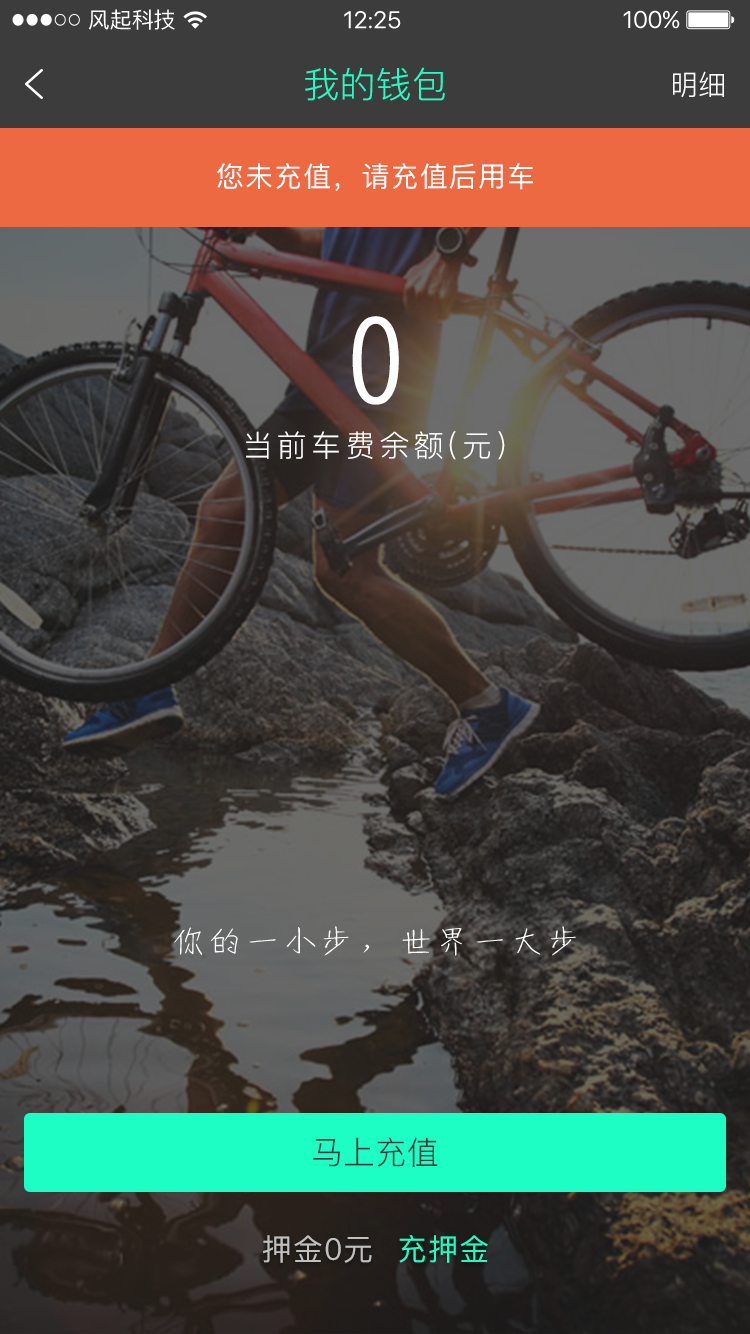 风起科技 12:25 100%
我的钱包 明细
您未充值，请充值后用车
0
当前车费余额(元)
你的一小步，世界一大步
马上充值
押金0元 充押金